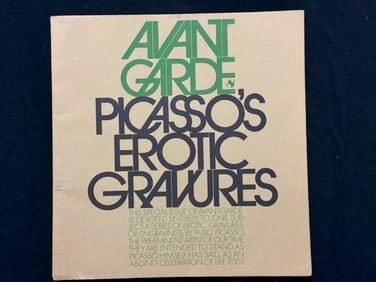 AVANT
GARDE 8
PICASSO'S
EROTIC
GRAVURES
THIS SPECIAL ISSUE OF AVANT-GARDE
IS DEVOTED ENTIRELY TO ONE SUB-
JECT: A SERIES OF EROTIC GRAVURES,
OR ENGRAVINGS, BY PABLO PICASSO,
THE PRE-EMINENT ARTIST OF OUR TIME.
THEY ARE INTENDED TO STAND, AS
PICASSO HIMSELF HAS SAID, "AS AN
ABIDING CELEBRATION OF LIFE ITSELF."